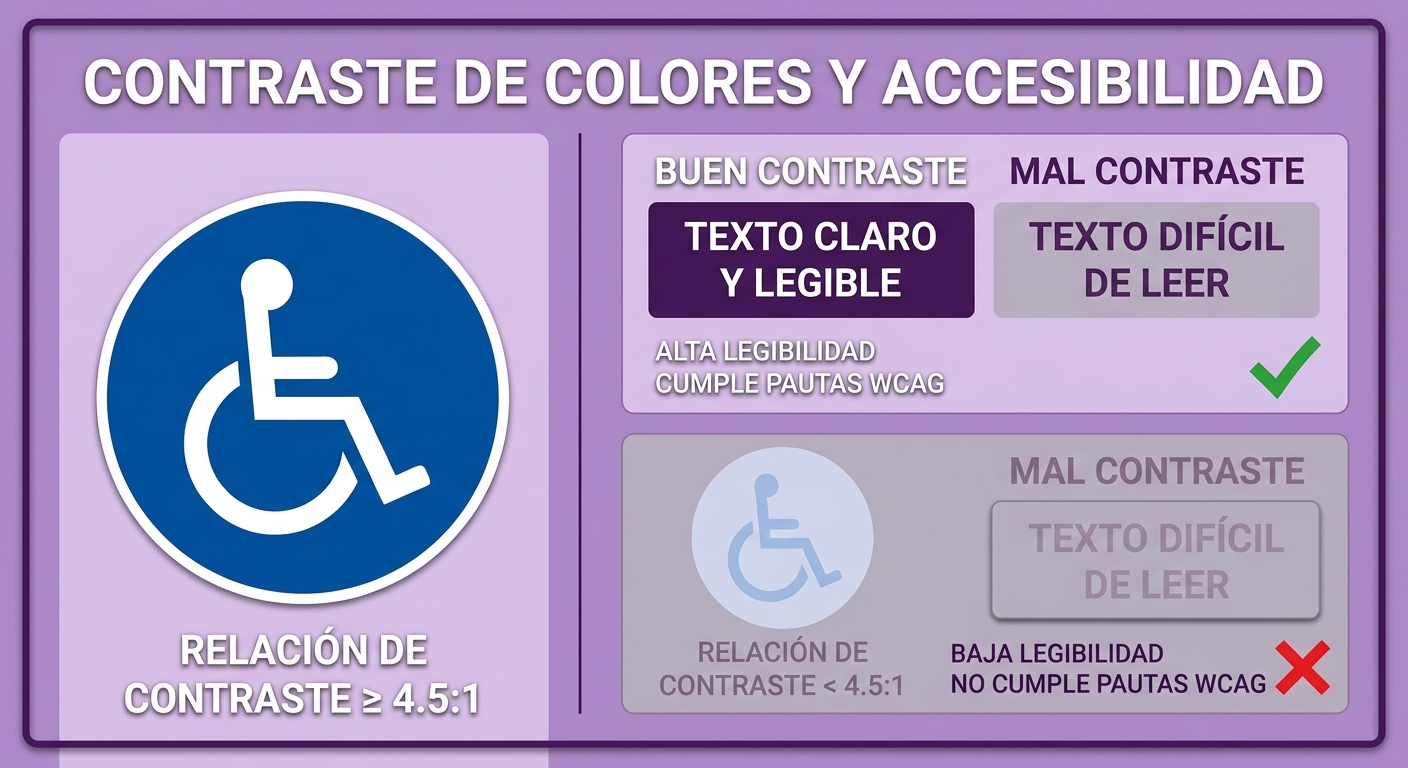 CONTRASTE DE COLORES Y ACCESIBILIDAD
RELACIÓN DE
CONTRASTE ≥ 4.5:1
BUEN CONTRASTE
TEXTO CLARO
Y LEGIBLE
ALTA LEGIBILIDAD
CUMPLE PAUTAS WCAG
MAL CONTRASTE
TEXTO DIFÍCIL
DE LEER
RELACIÓN DE
CONTRASTE < 4.5:1
MAL CONTRASTE
TEXTO DIFÍCIL
DE LEER
BAJA LEGIBILIDAD
NO CUMPLE PAUTAS WCAG